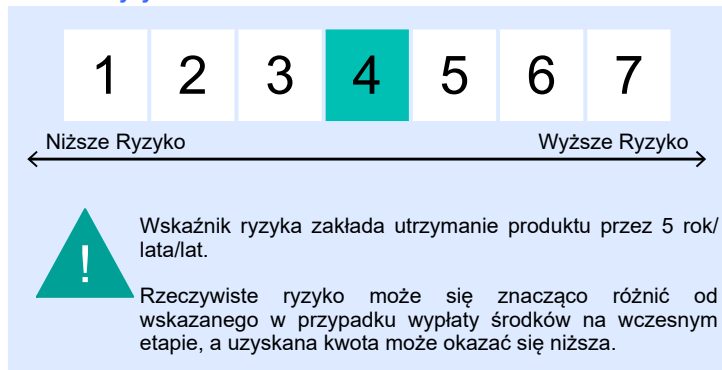 1 2 3 4 5 6 7
Niższe Ryzyko Wyższe Ryzyko
!
Wskaźnik ryzyka zakłada utrzymanie produktu przez 5 rok/
lata/lat.
Rzeczywiste ryzyko może się znacząco różnić od
wskazanego w przypadku wypłaty środków na wczesnym
etapie, a uzyskana kwota może okazać się niższa.